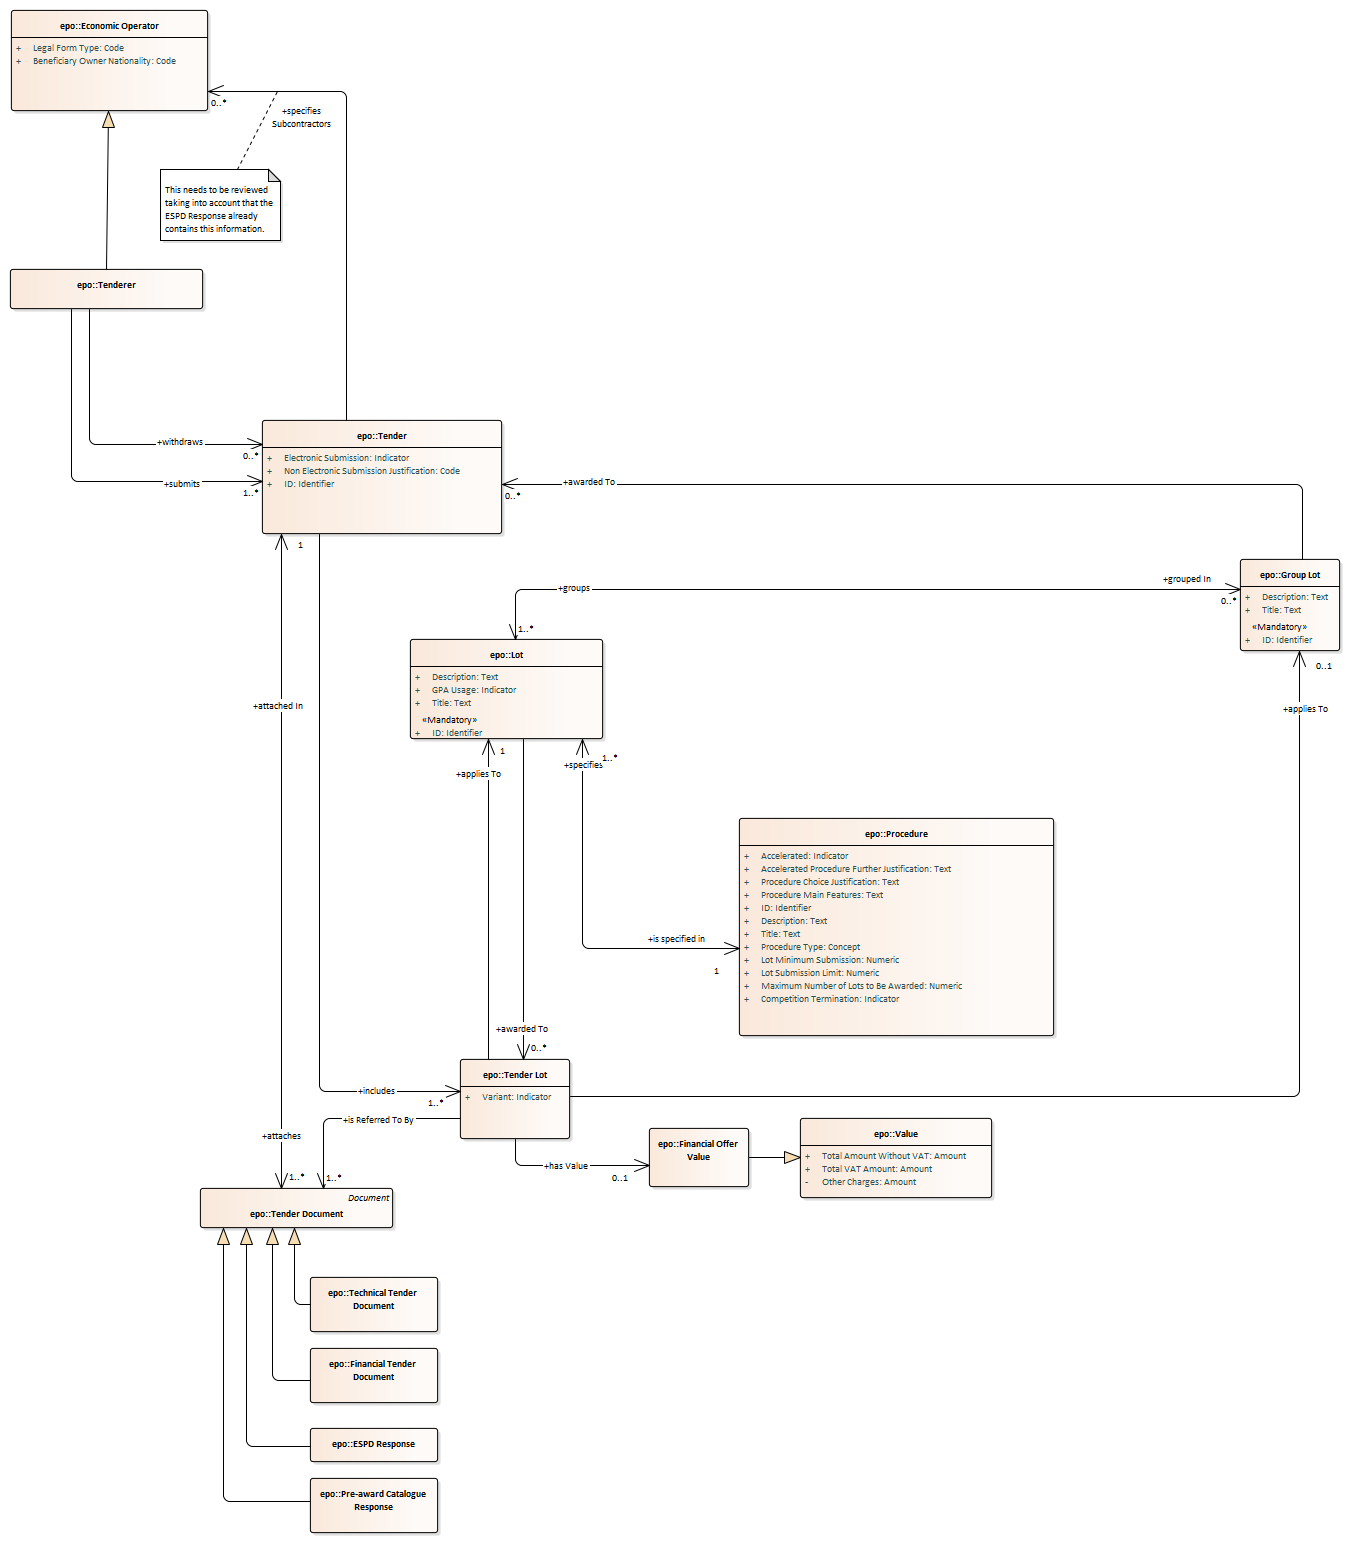 epo::Economic Operator
+ Legal Form Type: Code
+ Beneficiary Owner Nationality: Code
0..*
+specifies
Subcontractors
This needs to be reviewed
taking into account that the
ESPD Response already
contains this information.
epo::Tenderer
+withdraws
0..*
+submits
1..*
epo::Tender
+ Electronic Submission: Indicator
+ Non Electronic Submission Justification: Code
+ ID: Identifier
+awarded To
0..*
1
+groups
1..*
+grouped In
0..*
epo::Group Lot
+ Description: Text
+ Title: Text
«Mandatory»
+ ID: Identifier
0..1
+applies To
epo::Lot
+ Description: Text
+ GPA Usage: Indicator
+ Title: Text
«Mandatory»
+ ID: Identifier
+attached In
1
+applies To
+specifies
1..*
epo::Procedure
+ Accelerated: Indicator
+ Accelerated Procedure Further Justification: Text
+ Procedure Choice Justification: Text
+ Procedure Main Features: Text
+ ID: Identifier
+ Description: Text
+ Title: Text
+ Procedure Type: Concept
+ Lot Minimum Submission: Numeric
+ Lot Submission Limit: Numeric
+ Maximum Number of Lots to Be Awarded: Numeric
+ Competition Termination: Indicator
+is specified in
1
+awarded To
0..*
epo::Tender Lot
+ Variant: Indicator
+includes
1..*
+is Referred To By
1..*
+attaches
1..*
+has Value
0..1
epo::Financial Offer
Value
epo::Value
+ Total Amount Without VAT: Amount
+ Total VAT Amount: Amount
- Other Charges: Amount
Document
epo::Tender Document
epo::Technical Tender
Document
epo::Financial Tender
Document
epo::ESPD Response
epo::Pre-award Catalogue
Response